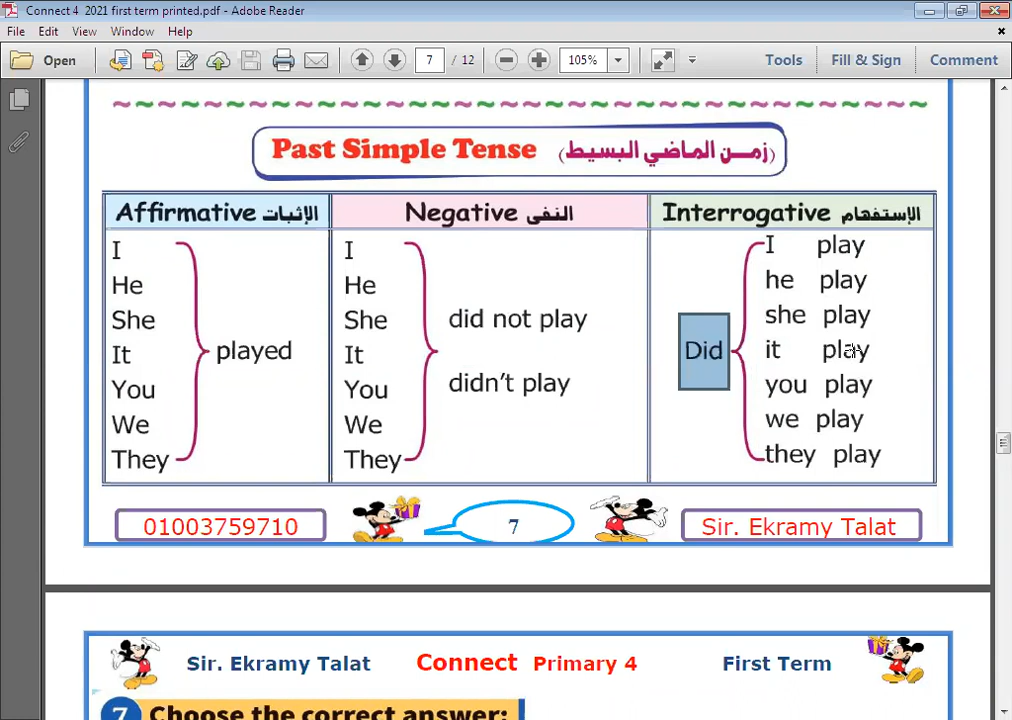 Connect 4 2021 first term printed.pdf - Adobe Reader
File Edit View Window Help
Open 7 / 12 105% Tools Fill & Sign Comment
Past Simple Tense (زمـن الماضي البسيط)
Affirmative الإثبات Negative النفى Interrogative الإستفهام
I
He
She
It
You
We
They
played
I
He
She
It
You
We
They
did not play
didn't play
Did
I play
he play
she play
it play
you play
we play
they play
01003759710 7 Sir. Ekramy Talat
Sir. Ekramy Talat Connect Primary 4 First Term
7 Choose the correct answer: